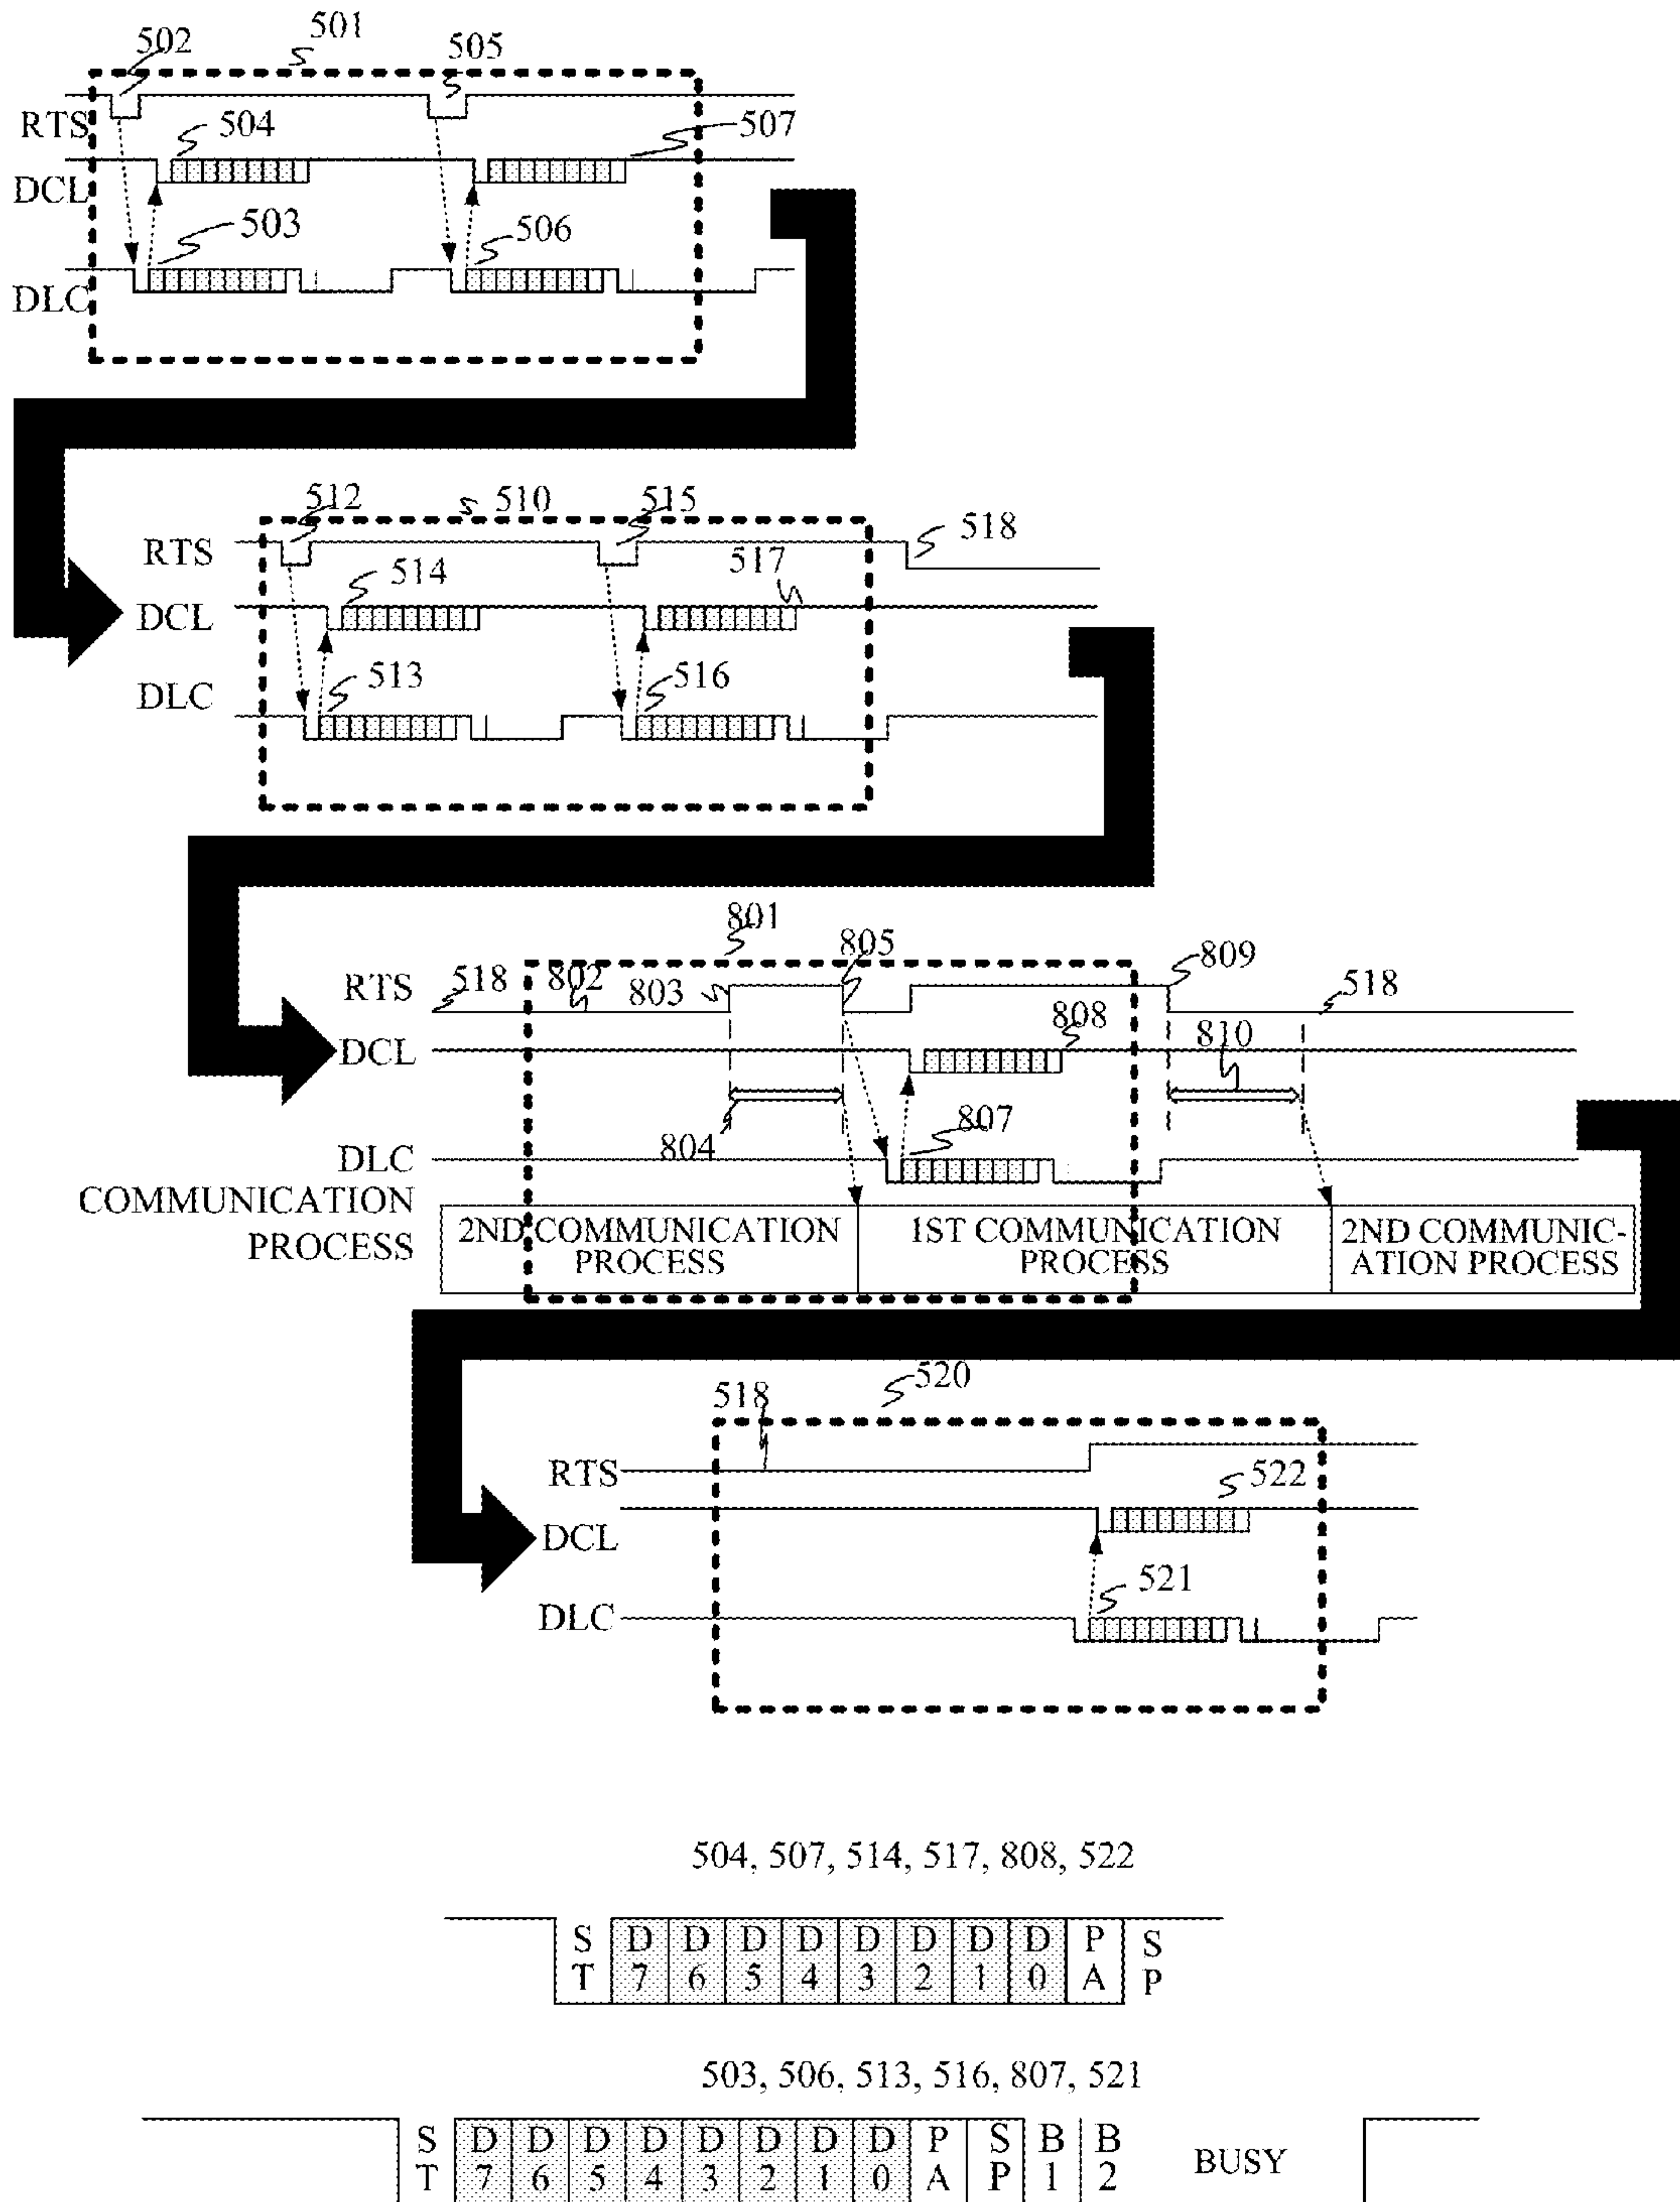 501
502
505
RTS
504
507
DCL
503
506
DLC
512
510
515
518
RTS
514
517
DCL
513
516
DLC
801
805
518
802
803
809
518
RTS
808
810
DCL
804
807
DLC
COMMUNICATION
PROCESS
2ND COMMUNICATION
PROCESS
1ST COMMUNICATION
PROCESS
2ND COMMUNIC-
ATION PROCESS
520
518
RTS
522
DCL
521
DLC
504, 507, 514, 517, 808, 522
S D D D D D D D D P S
T 7 6 5 4 3 2 1 0 A P
503, 506, 513, 516, 807, 521
S D D D D D D D D P S B B
T 7 6 5 4 3 2 1 0 A P 1 2
BUSY